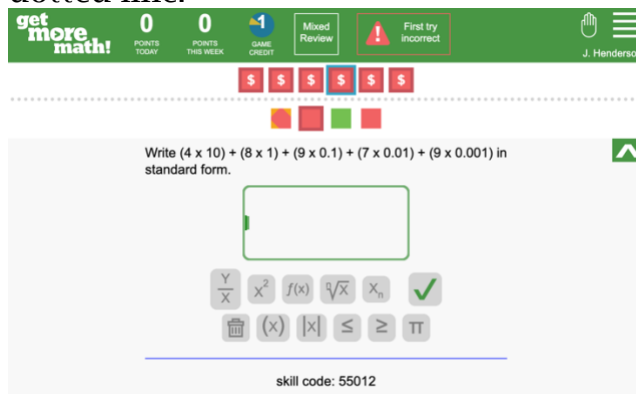 get more math!
0 POINTS TODAY
0 POINTS THIS WEEK
-1 GAME CREDIT
Mixed Review
First try incorrect
J. Henderso
$ $ $ $ $ $
Write (4 x 10) + (8 x 1) + (9 x 0.1) + (7 x 0.01) + (9 x 0.001) in
standard form.
Y/X x² f(x) ⁿ√x Xₙ ✓
(x) |x| ≤ ≥ π
skill code: 55012